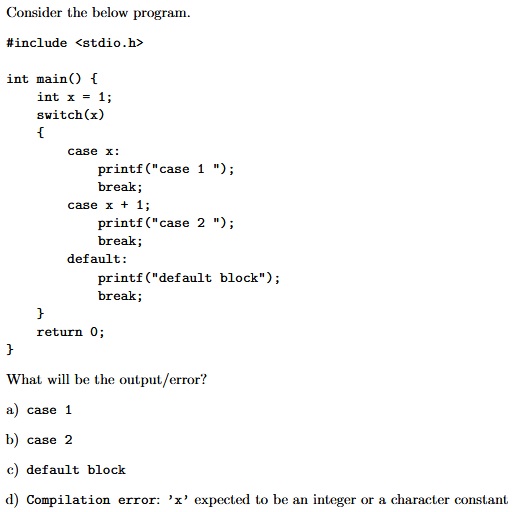 Consider the below program.
#include <stdio.h>
int main() {
    int x = 1;
    switch(x)
    {
        case x:
            printf("case 1 ");
            break;
        case x + 1;
            printf("case 2 ");
            break;
        default:
            printf("default block");
            break;
    }
    return 0;
}
What will be the output/error?
a) case 1
b) case 2
c) default block
d) Compilation error: ’x’ expected to be an integer or a character constant